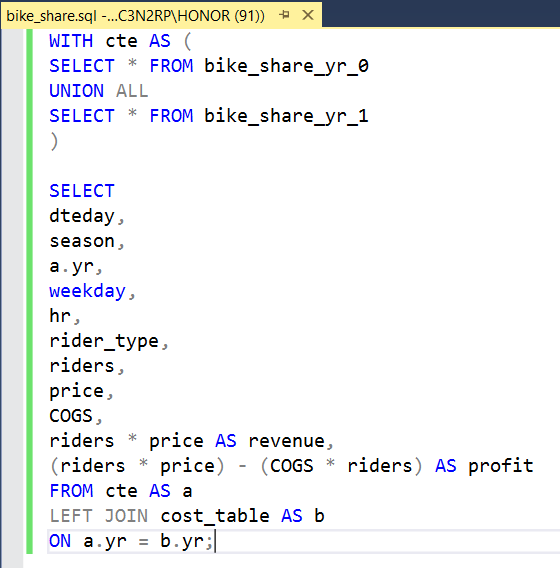 bike_share.sql -...C3N2RP\HONOR (91))
WITH cte AS (
SELECT * FROM bike_share_yr_0
UNION ALL
SELECT * FROM bike_share_yr_1
)
SELECT
dteday,
season,
a.yr,
weekday,
hr,
rider_type,
riders,
price,
COGS,
riders * price AS revenue,
(riders * price) - (COGS * riders) AS profit
FROM cte AS a
LEFT JOIN cost_table AS b
ON a.yr = b.yr;